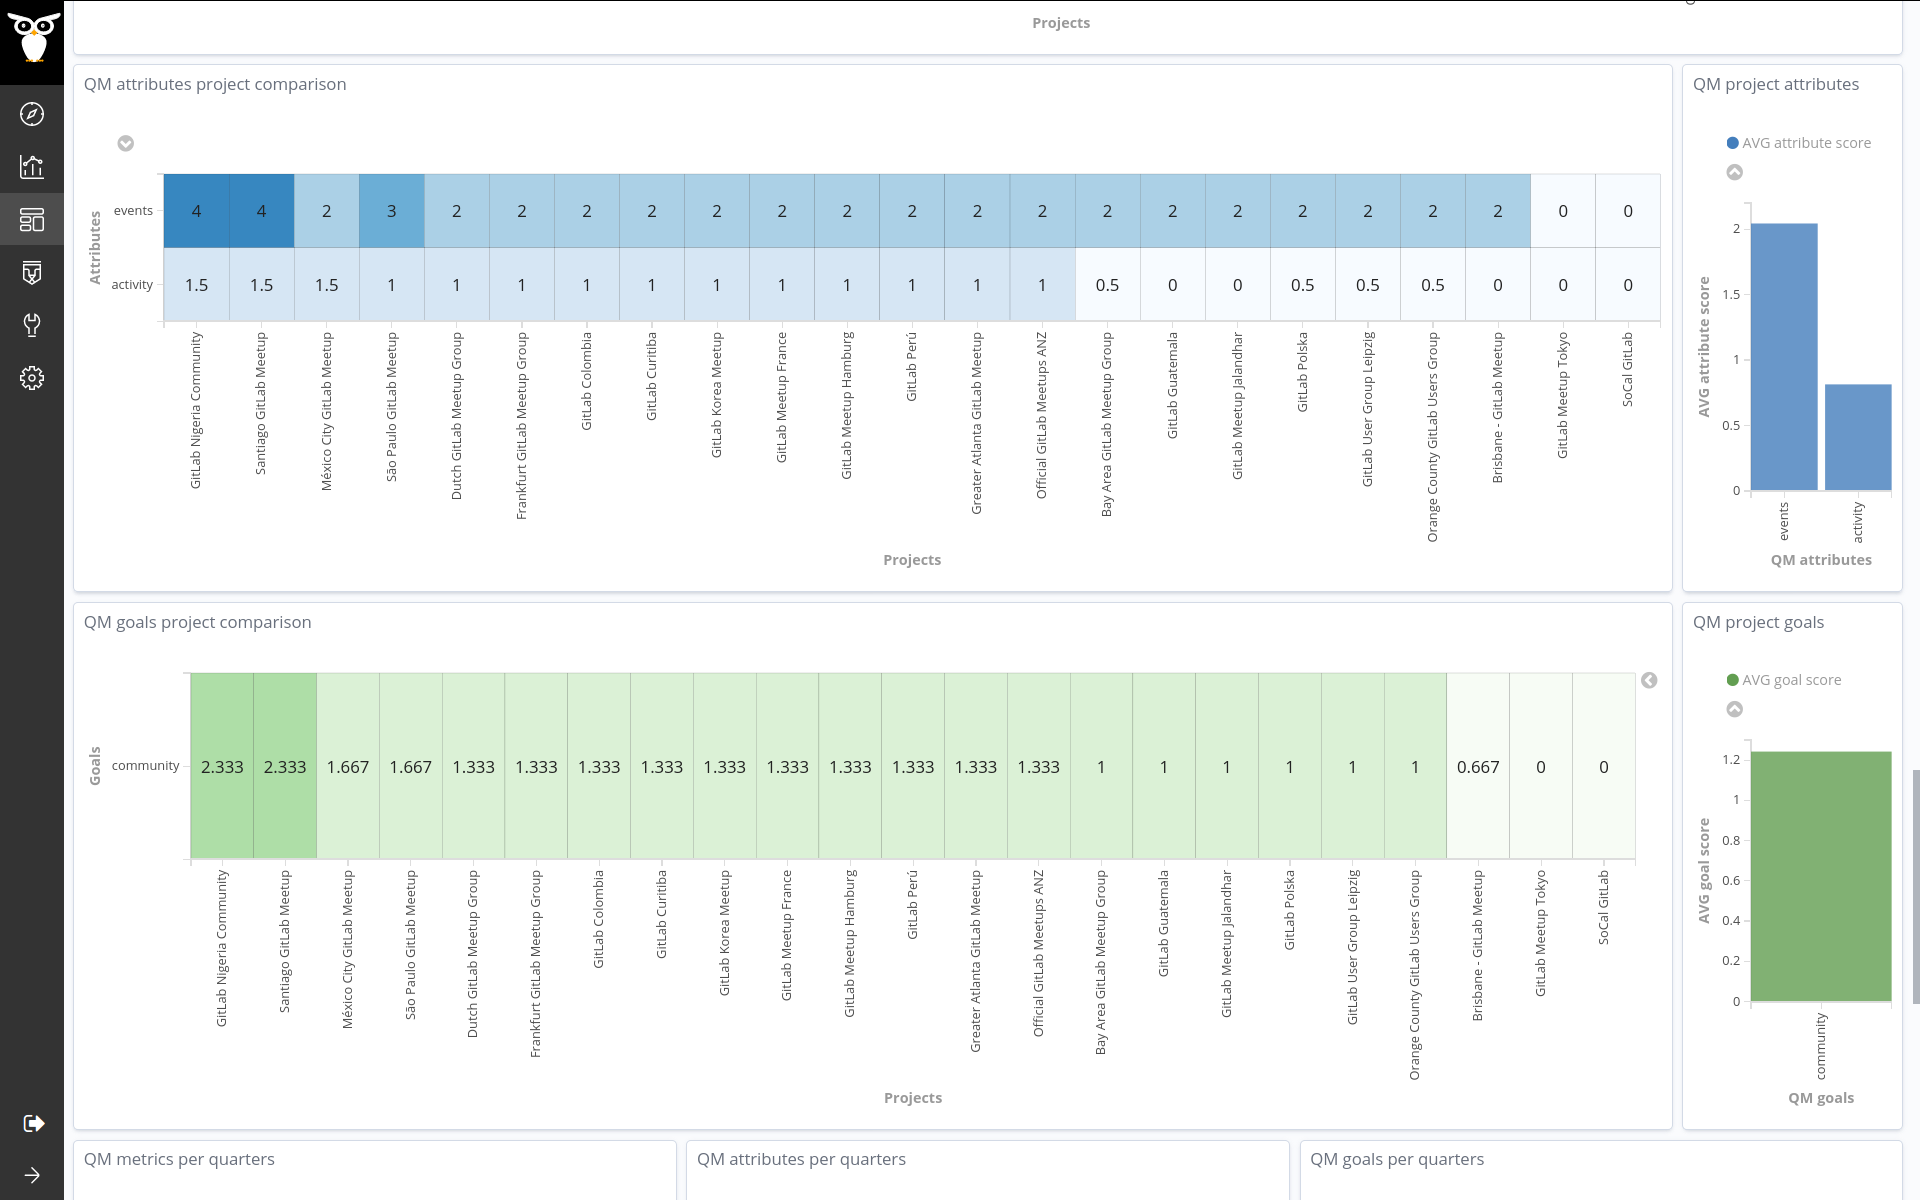 Projects
QM attributes project comparison
Attributes
events
4 4 2 3 2 2 2 2 2 2 2 2 2 2 2 2 2 2 2 2 2 0 0
activity
1.5 1.5 1.5 1 1 1 1 1 1 1 1 1 1 1 0.5 0 0 0.5 0.5 0.5 0 0 0
GitLab Nigeria Community
Santiago GitLab Meetup
México City GitLab Meetup
São Paulo GitLab Meetup
Dutch GitLab Meetup Group
Frankfurt GitLab Meetup Group
GitLab Colombia
GitLab Curitiba
GitLab Korea Meetup
GitLab Meetup France
GitLab Meetup Hamburg
GitLab Perú
Greater Atlanta GitLab Meetup
Official GitLab Meetups ANZ
Bay Area GitLab Meetup Group
GitLab Guatemala
GitLab Meetup Jalandhar
GitLab Polska
GitLab User Group Leipzig
Orange County GitLab Users Group
Brisbane - GitLab Meetup
GitLab Meetup Tokyo
SoCal GitLab
Projects
QM project attributes
AVG attribute score
AVG attribute score
2
1.5
1
0.5
0
events
activity
QM attributes
QM goals project comparison
Goals
community
2.333 2.333 1.667 1.667 1.333 1.333 1.333 1.333 1.333 1.333 1.333 1.333 1.333 1.333 1 1 1 1 1 1 0.667 0 0
GitLab Nigeria Community
Santiago GitLab Meetup
México City GitLab Meetup
São Paulo GitLab Meetup
Dutch GitLab Meetup Group
Frankfurt GitLab Meetup Group
GitLab Colombia
GitLab Curitiba
GitLab Korea Meetup
GitLab Meetup France
GitLab Meetup Hamburg
GitLab Perú
Greater Atlanta GitLab Meetup
Official GitLab Meetups ANZ
Bay Area GitLab Meetup Group
GitLab Guatemala
GitLab Meetup Jalandhar
GitLab Polska
GitLab User Group Leipzig
Orange County GitLab Users Group
Brisbane - GitLab Meetup
GitLab Meetup Tokyo
SoCal GitLab
Projects
QM project goals
AVG goal score
AVG goal score
1.2
1
0.8
0.6
0.4
0.2
0
community
QM goals
QM metrics per quarters
QM attributes per quarters
QM goals per quarters